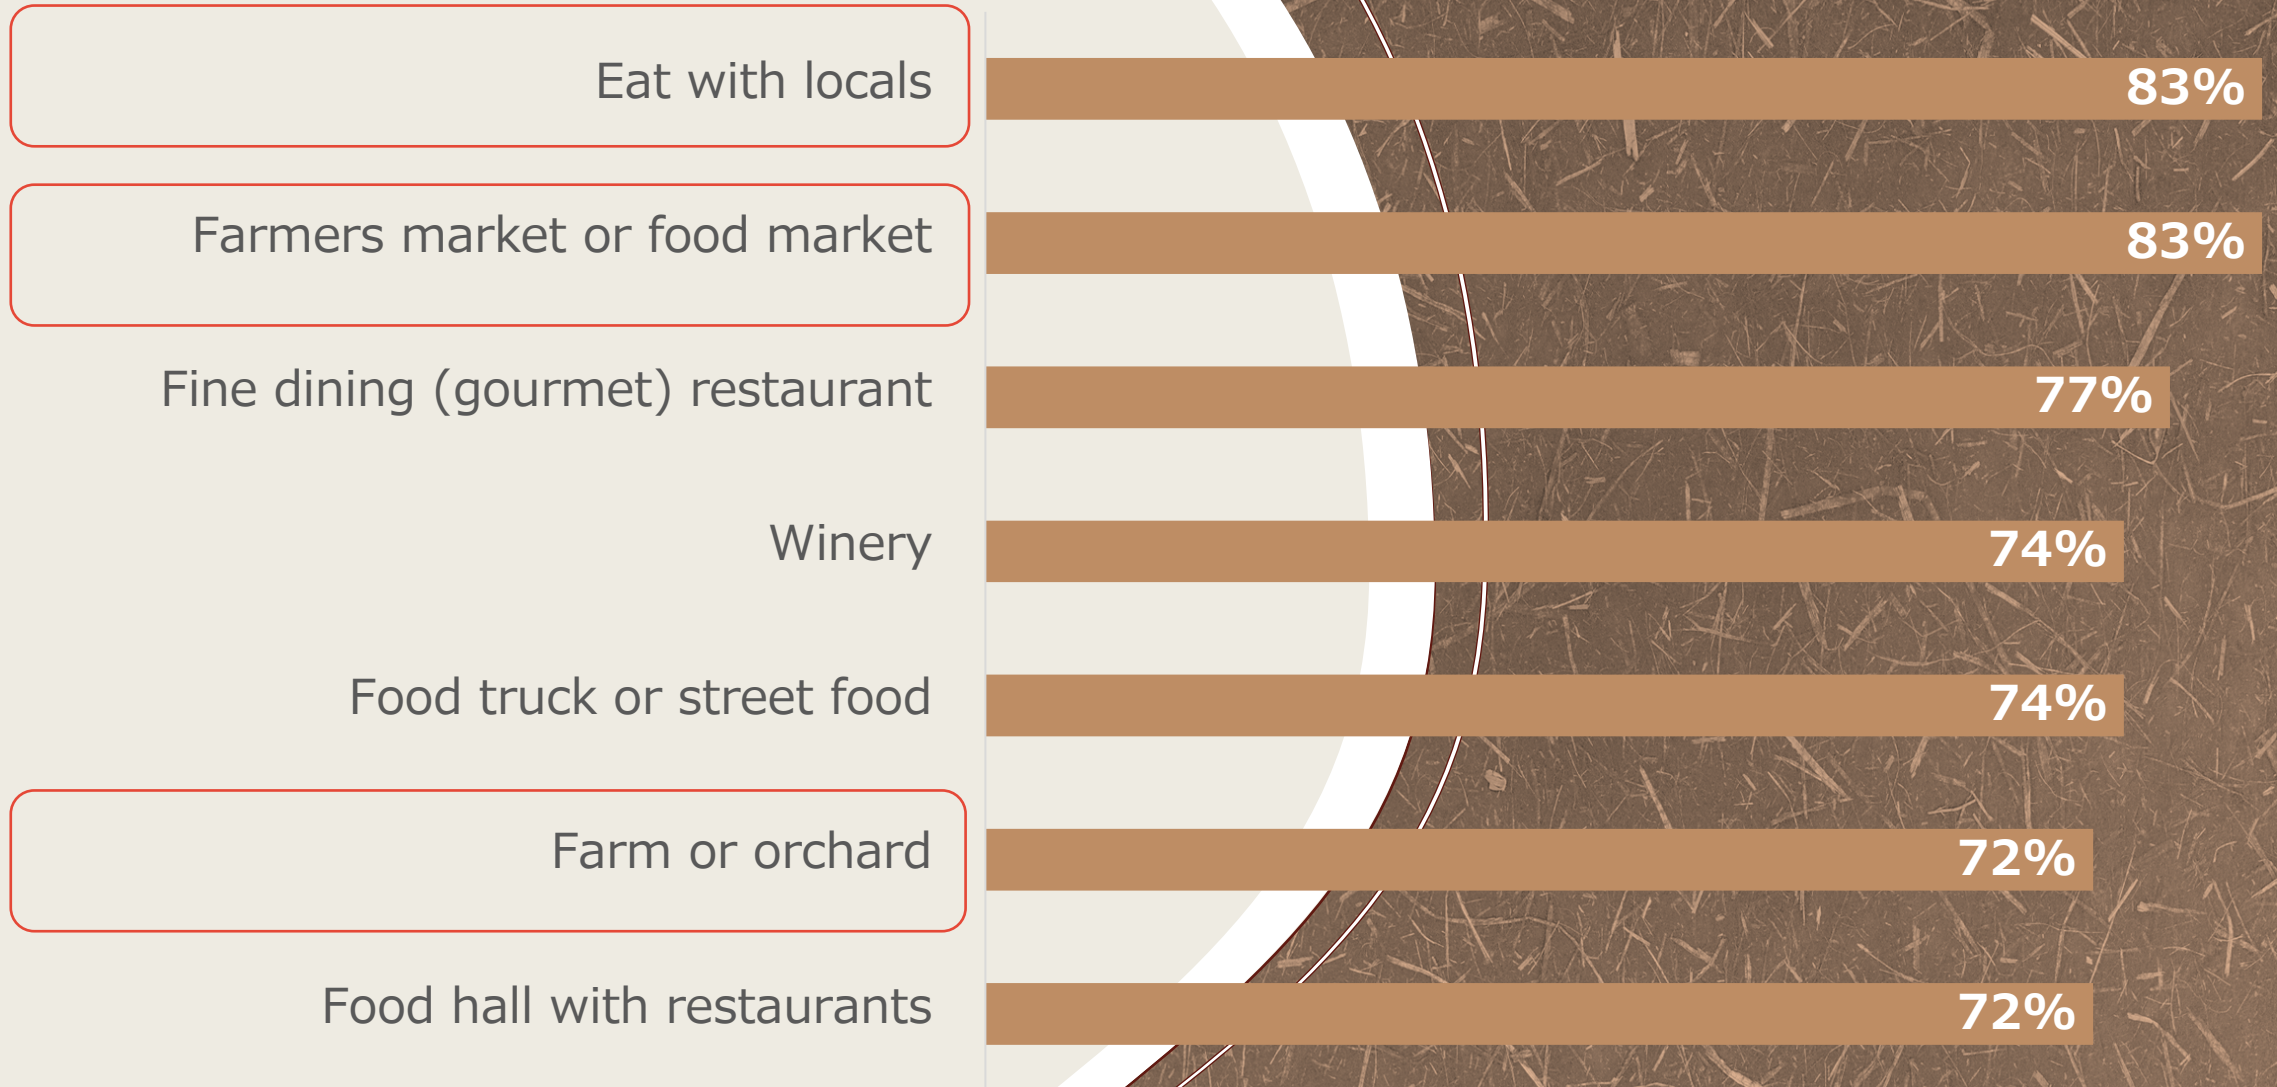 Eat with locals 83%
Farmers market or food market 83%
Fine dining (gourmet) restaurant 77%
Winery 74%
Food truck or street food 74%
Farm or orchard 72%
Food hall with restaurants 72%